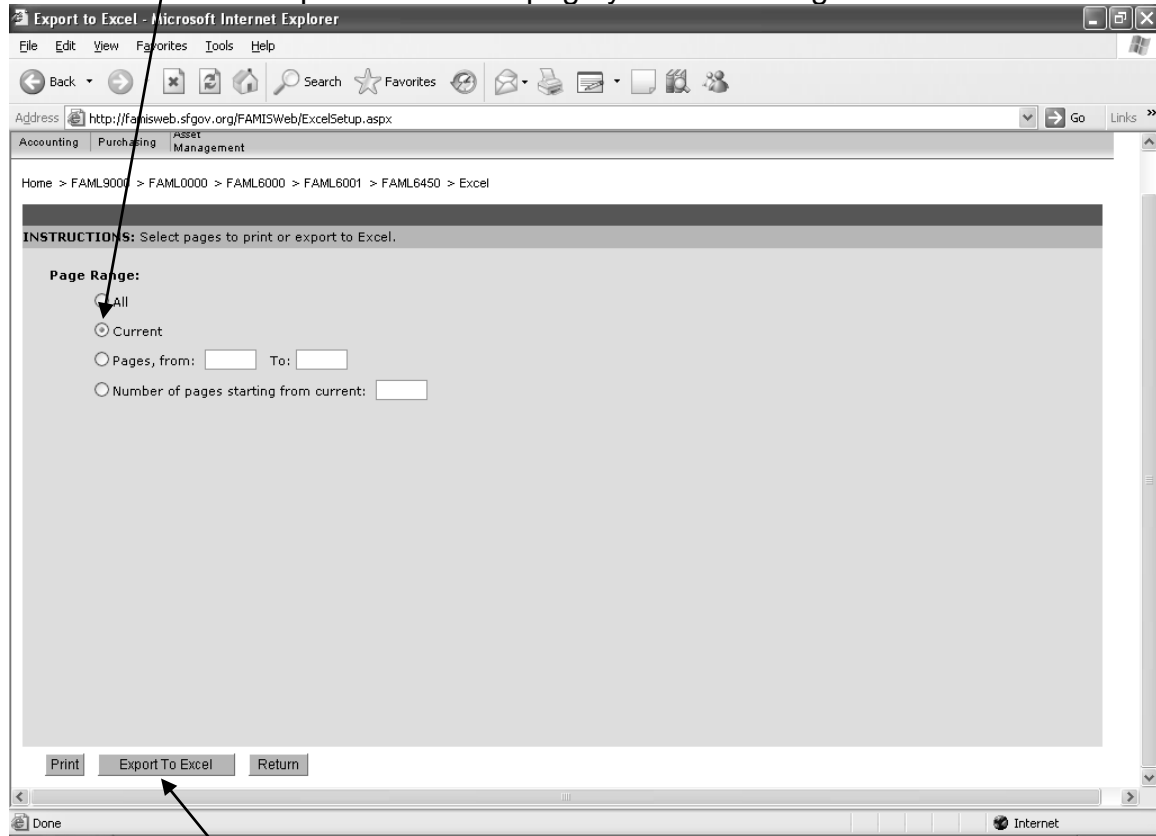 Export to Excel - Microsoft Internet Explorer
File Edit View Favorites Tools Help
Back Search Favorites
Address http://famisweb.sfgov.org/FAMISWeb/ExcelSetup.aspx Go Links »
Accounting Purchasing Asset Management
Home > FAML9000 > FAML0000 > FAML6000 > FAML6001 > FAML6450 > Excel
INSTRUCTIONS: Select pages to print or export to Excel.
Page Range:
All
Current
Pages, from: To:
Number of pages starting from current:
Print Export To Excel Return
Done Internet